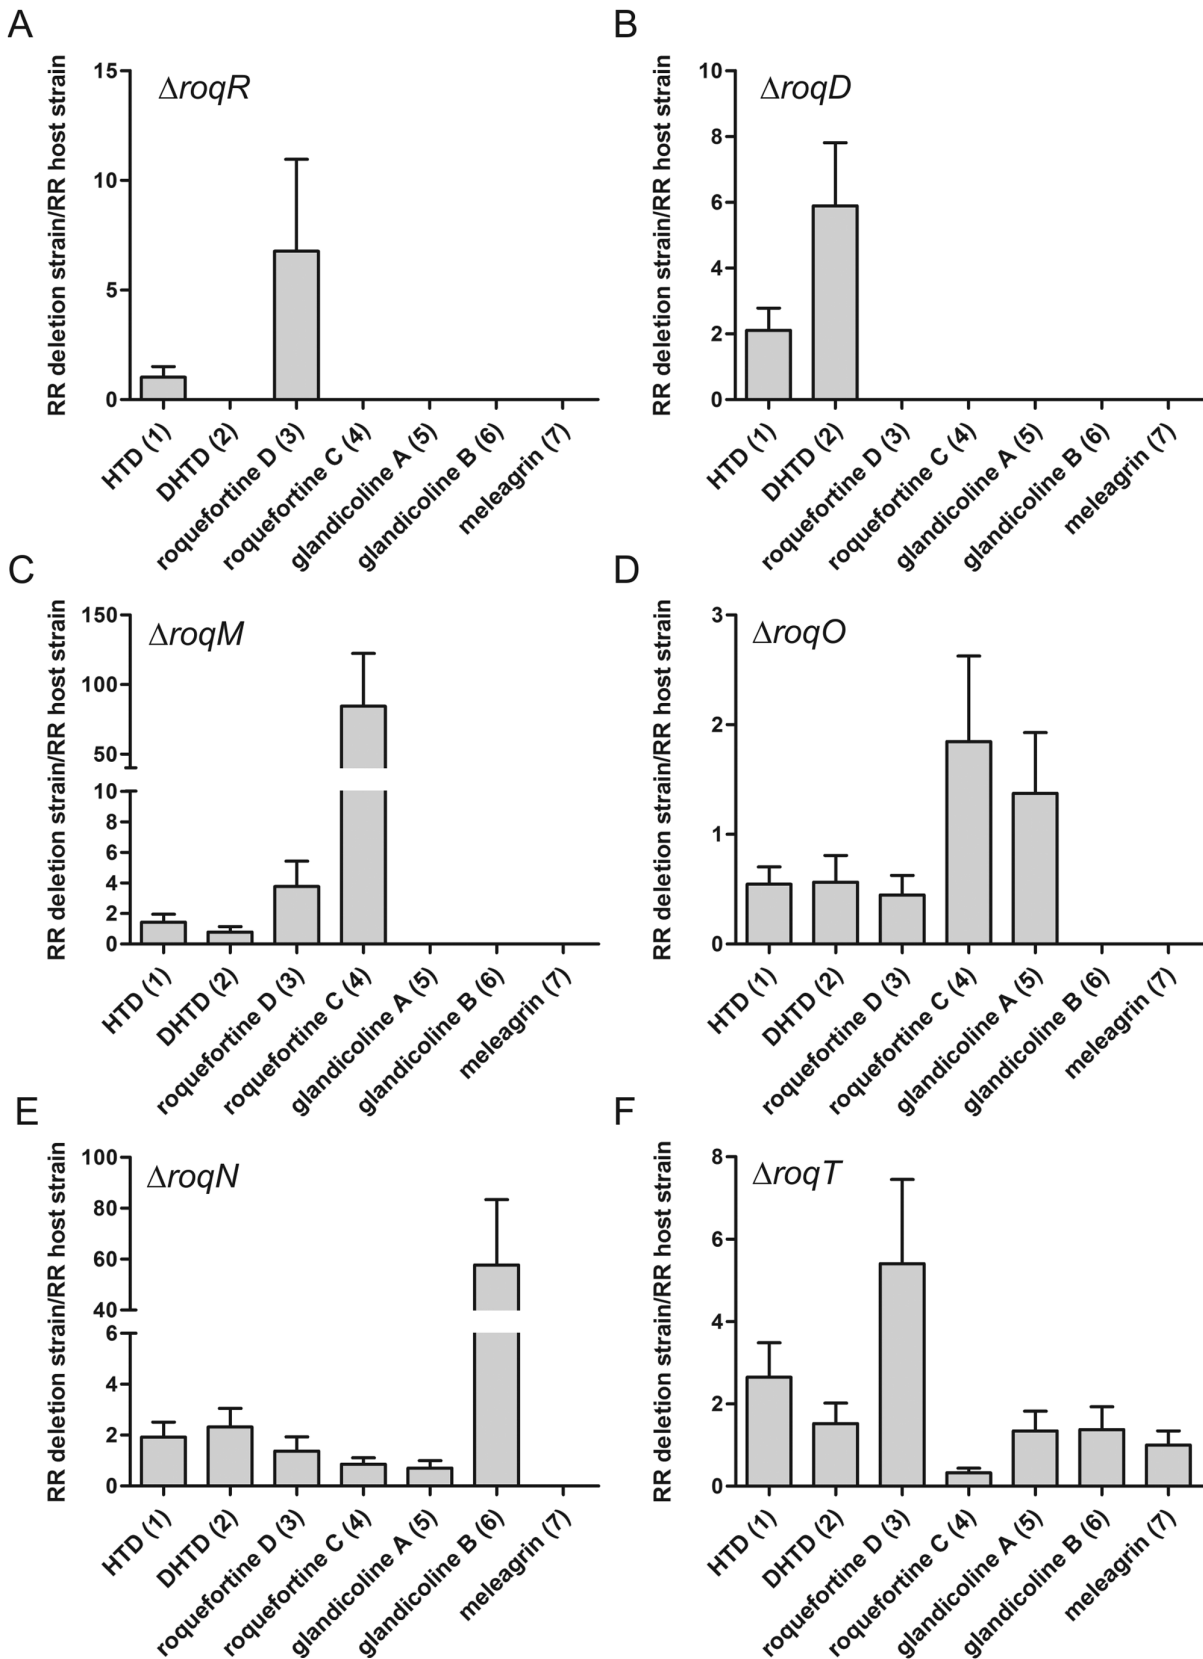 A
RR deletion strain/RR host strain
ΔroqR
15
10
5
0
HTD (1)
DHTD (2)
roquefortine D (3)
roquefortine C (4)
glandicoline A (5)
glandicoline B (6)
meleagrin (7)
B
RR deletion strain/RR host strain
ΔroqD
10
8
6
4
2
0
HTD (1)
DHTD (2)
roquefortine D (3)
roquefortine C (4)
glandicoline A (5)
glandicoline B (6)
meleagrin (7)
C
RR deletion strain/RR host strain
ΔroqM
150
100
50
10
8
6
4
2
0
HTD (1)
DHTD (2)
roquefortine D (3)
roquefortine C (4)
glandicoline A (5)
glandicoline B (6)
meleagrin (7)
D
RR deletion strain/RR host strain
ΔroqO
3
2
1
0
HTD (1)
DHTD (2)
roquefortine D (3)
roquefortine C (4)
glandicoline A (5)
glandicoline B (6)
meleagrin (7)
E
RR deletion strain/RR host strain
ΔroqN
100
80
60
40
6
4
2
0
HTD (1)
DHTD (2)
roquefortine D (3)
roquefortine C (4)
glandicoline A (5)
glandicoline B (6)
meleagrin (7)
F
RR deletion strain/RR host strain
ΔroqT
8
6
4
2
0
HTD (1)
DHTD (2)
roquefortine D (3)
roquefortine C (4)
glandicoline A (5)
glandicoline B (6)
meleagrin (7)